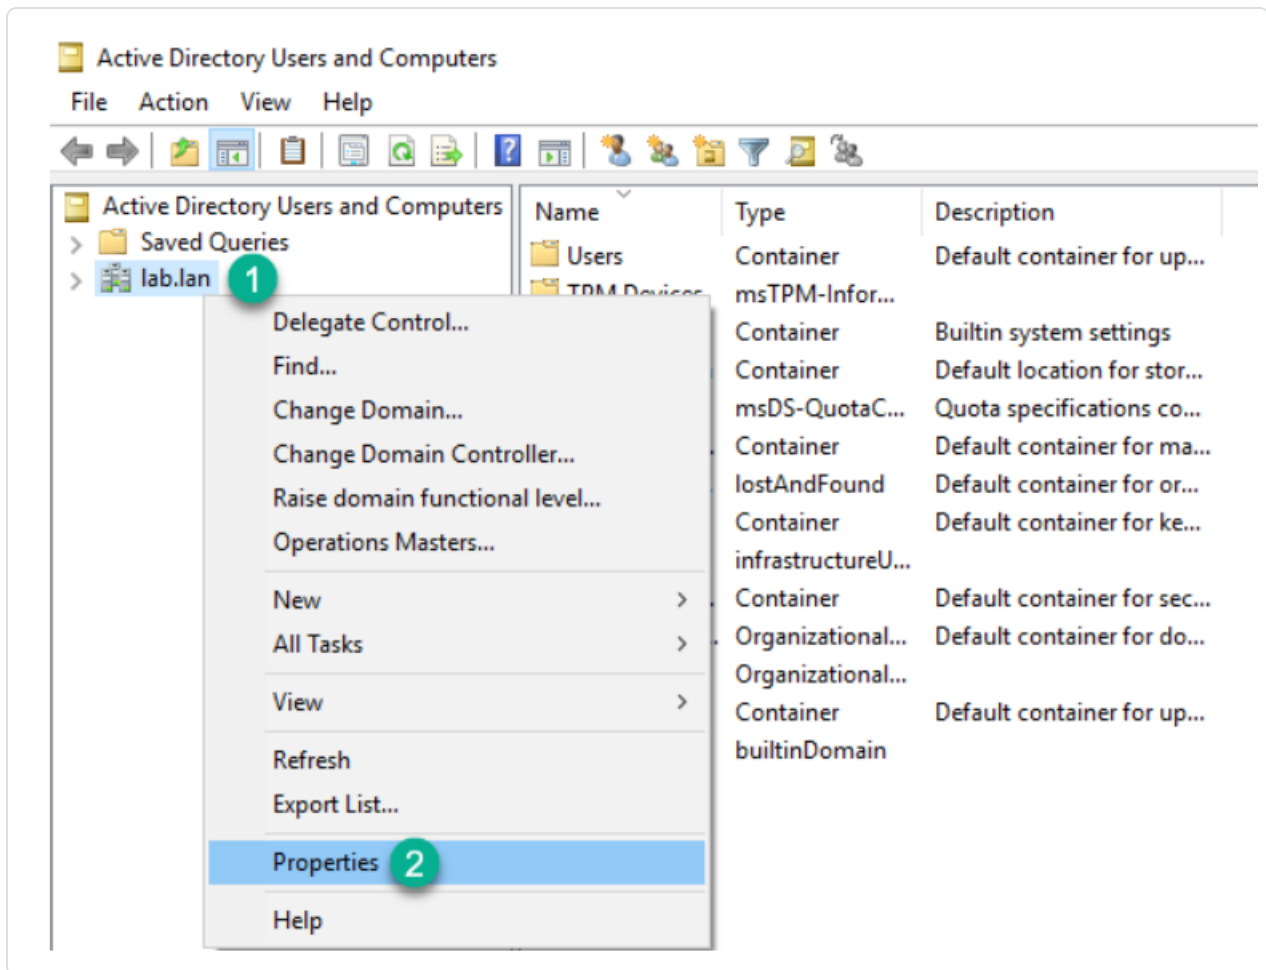 Active Directory Users and Computers
File Action View Help
Active Directory Users and Computers
Saved Queries
lab.lan 1
Name Type Description
Users Container Default container for up...
TPM Devices msTPM-Infor...
Container Builtin system settings
Container Default location for stor...
msDS-QuotaC... Quota specifications co...
Container Default container for ma...
lostAndFound Default container for or...
Container Default container for ke...
infrastructureU...
Container Default container for sec...
Organizational... Default container for do...
Organizational...
Container Default container for up...
builtinDomain
Delegate Control...
Find...
Change Domain...
Change Domain Controller...
Raise domain functional level...
Operations Masters...
New
All Tasks
View
Refresh
Export List...
Properties 2
Help